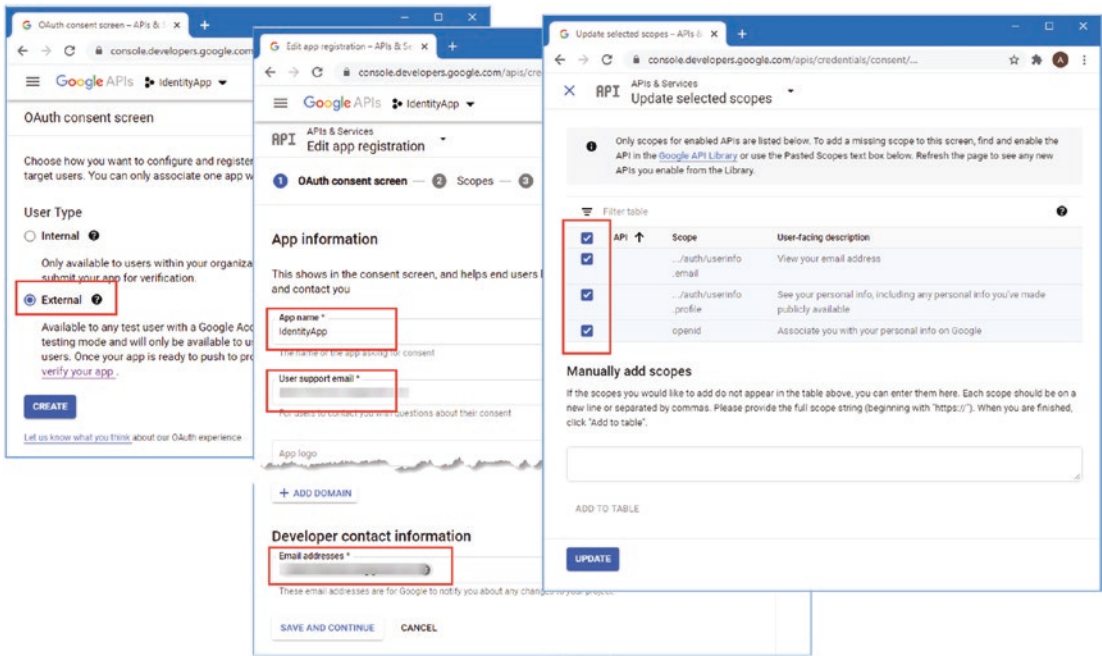 OAuth consent screen – APIs & S
console.developers.google.com
Google APIs IdentityApp
OAuth consent screen
Choose how you want to configure and register
target users. You can only associate one app w
User Type
Internal
Only available to users within your organiza
submit your app for verification.
External
Available to any test user with a Google Acc
testing mode and will only be available to u
users. Once your app is ready to push to pr
verify your app .
CREATE
Let us know what you think about our OAuth experience
Edit app registration – APIs & Se
console.developers.google.com/apis/cre
Google APIs IdentityApp
API APIs & Services
Edit app registration
1 OAuth consent screen — 2 Scopes — 3
App information
This shows in the consent screen, and helps end users
and contact you
App name *
IdentityApp
The name of the app asking for consent
User support email *
For users to contact you with questions about their consent
App logo
+ ADD DOMAIN
Developer contact information
Email addresses *
These email addresses are for Google to notify you about any changes to your project.
SAVE AND CONTINUE CANCEL
Update selected scopes – APIs &
console.developers.google.com/apis/credentials/consent/...
A
API APIs & Services
Update selected scopes
Only scopes for enabled APIs are listed below. To add a missing scope to this screen, find and enable the
API in the Google API Library or use the Pasted Scopes text box below. Refresh the page to see any new
APIs you enable from the Library.
Filter table
API Scope User-facing description
.../auth/userinfo View your email address
.email
.../auth/userinfo See your personal info, including any personal info you've made
.profile publicly available
openid Associate you with your personal info on Google
Manually add scopes
If the scopes you would like to add do not appear in the table above, you can enter them here. Each scope should be on a
new line or separated by commas. Please provide the full scope string (beginning with "https://"). When you are finished,
click "Add to table".
ADD TO TABLE
UPDATE